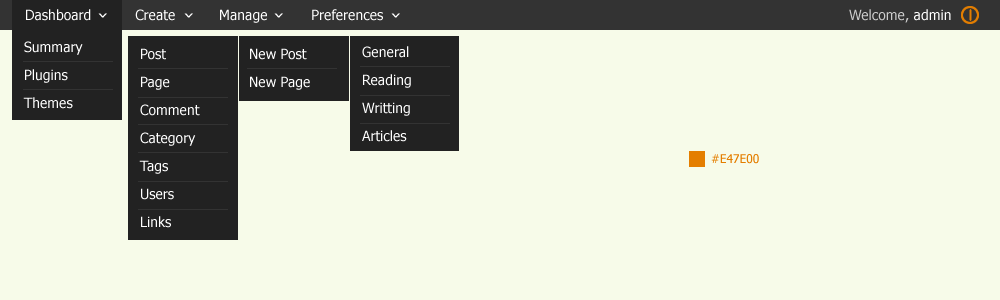 Dashboard Create Manage Preferences Welcome, admin
Summary
Plugins
Themes
Post
Page
Comment
Category
Tags
Users
Links
New Post
New Page
General
Reading
Writting
Articles
#E47E00